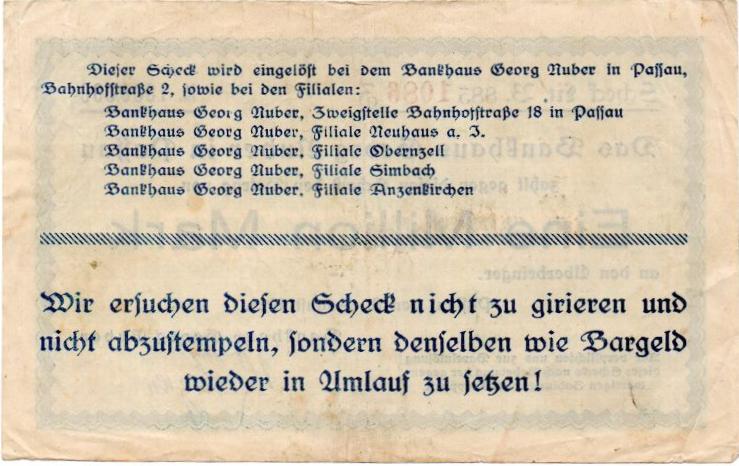 Dieser Scheck wird eingelöst bei dem Bankhaus Georg Nuber in Passau,
Bahnhofstraße 2, sowie bei den Filialen:
Bankhaus Georg Nuber, Zweigstelle Bahnhofstraße 18 in Passau
Bankhaus Georg Nuber, Filiale Neuhaus a. I.
Bankhaus Georg Nuber, Filiale Obernzell
Bankhaus Georg Nuber, Filiale Simbach
Bankhaus Georg Nuber, Filiale Anzenkirchen
Wir ersuchen diesen Scheck nicht zu girieren und
nicht abzustempeln, sondern denselben wie Bargeld
wieder in Umlauf zu setzen!